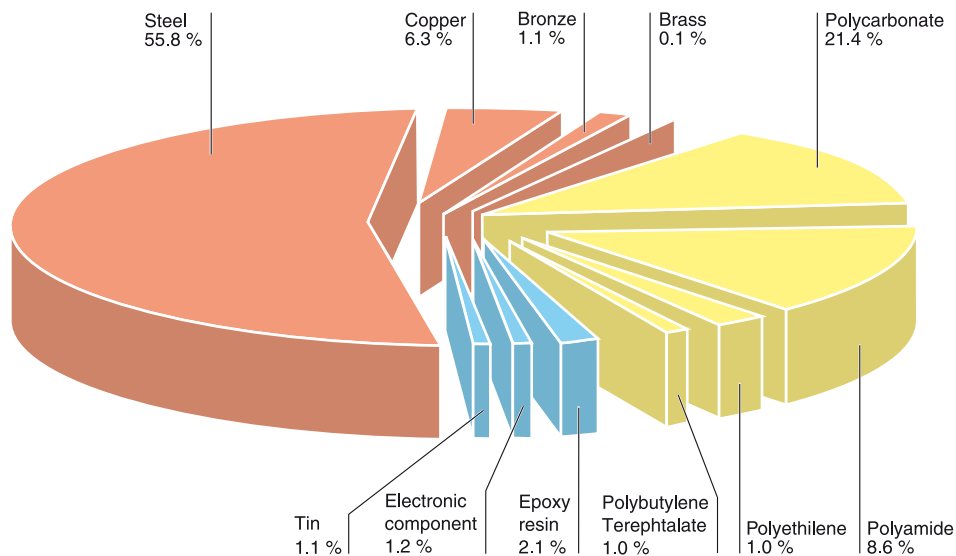 Steel
55.8 %
Copper
6.3 %
Bronze
1.1 %
Brass
0.1 %
Polycarbonate
21.4 %
Tin
1.1 %
Electronic
component
1.2 %
Epoxy
resin
2.1 %
Polybutylene
Terephtalate
1.0 %
Polyethilene
1.0 %
Polyamide
8.6 %